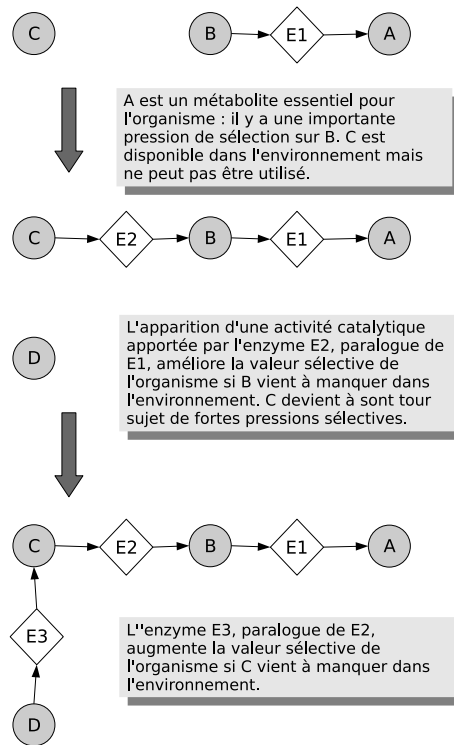 C B E1 A
A est un métabolite essentiel pour
l'organisme : il y a une importante
pression de sélection sur B. C est
disponible dans l'environnement mais
ne peut pas être utilisé.
C E2 B E1 A
L'apparition d'une activité catalytique
apportée par l'enzyme E2, paralogue de
E1, améliore la valeur sélective de
l'organisme si B vient à manquer dans
l'environnement. C devient à sont tour
sujet de fortes pressions sélectives.
D
C E2 B E1 A
E3
L''enzyme E3, paralogue de E2,
augmente la valeur sélective de
l'organisme si C vient à manquer dans
l'environnement.
D